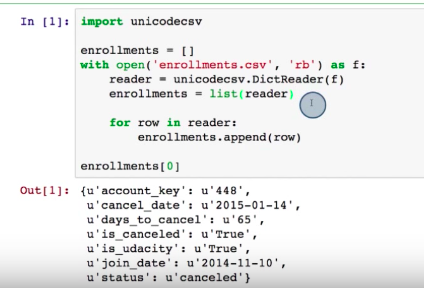 In [1]: import unicodecsv
enrollments = []
with open('enrollments.csv', 'rb') as f:
    reader = unicodecsv.DictReader(f)
    enrollments = list(reader)
    for row in reader:
        enrollments.append(row)
enrollments[0]
Out[1]: {u'account_key': u'448',
u'cancel_date': u'2015-01-14',
u'days_to_cancel': u'65',
u'is_canceled': u'True',
u'is_udacity': u'True',
u'join_date': u'2014-11-10',
u'status': u'canceled'}